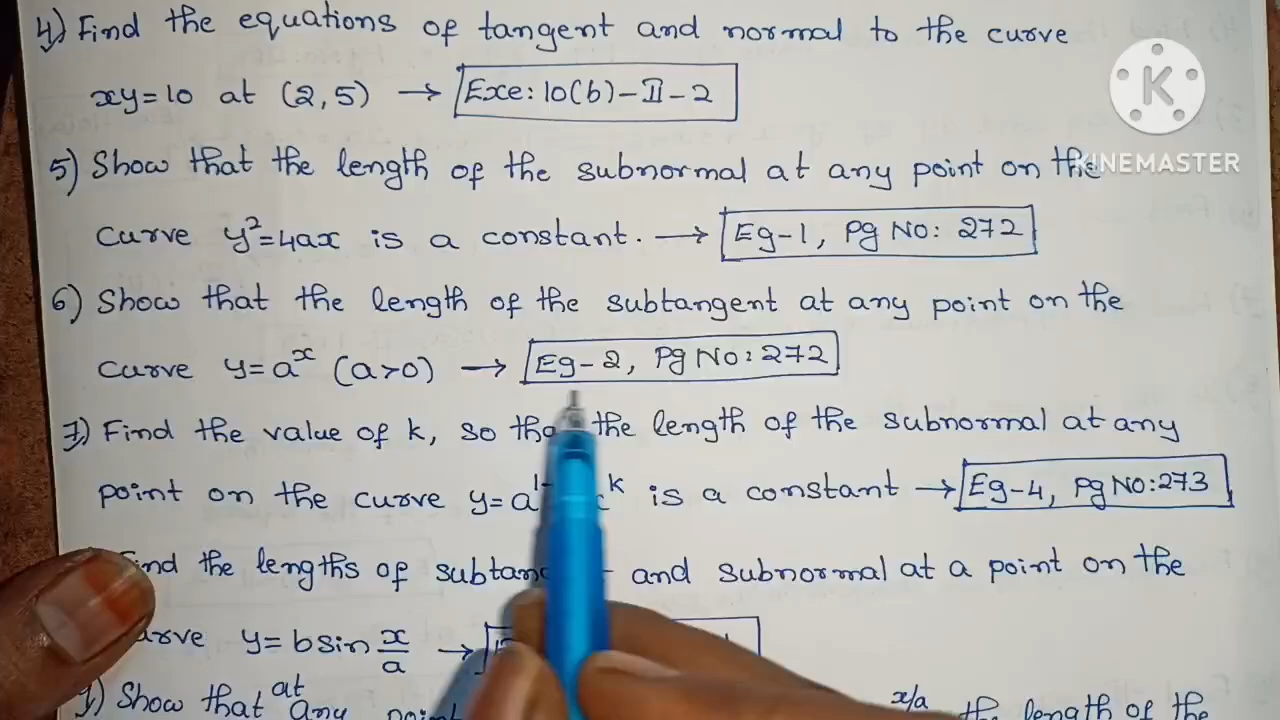 4) Find the equations of tangent and normal to the curve
xy=10 at (2,5) → Exe: 10(b)-II-2
K
KINEMASTER
5) Show that the length of the subnormal at any point on the
curve y²=4ax is a constant. → Eg-1, Pg No: 272
6) Show that the length of the subtangent at any point on the
curve y=aˣ (a>0) → Eg-2, Pg No: 272
7) Find the value of k, so the length of the subnormal at any
point on the curve y=a is a constant → Eg-4, Pg No: 273
the lengths of and subnormal at a point on the
y= b sin x/a →
9) Show that at any x/a the length of the